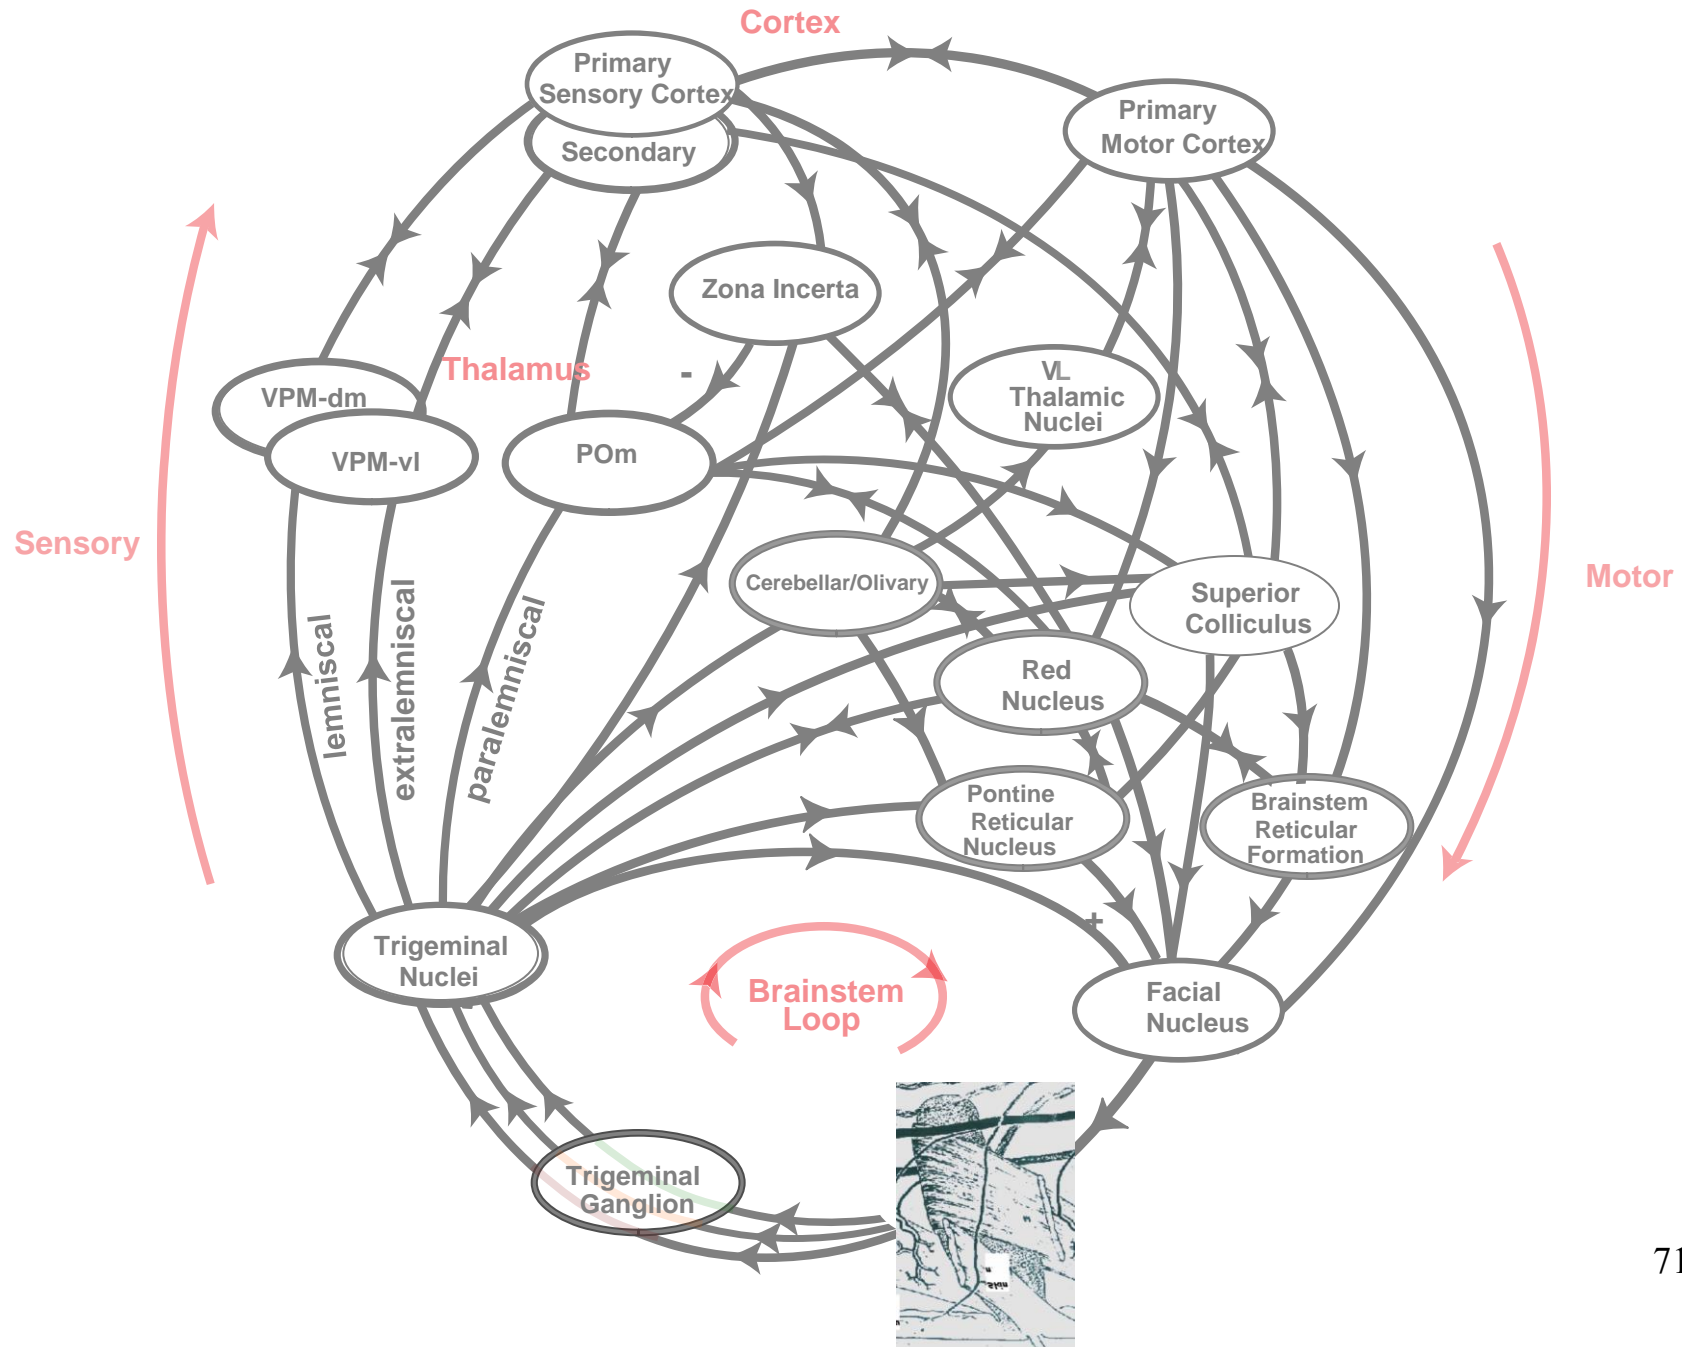 Cortex
Primary
Sensory Cortex
Secondary
Primary
Motor Cortex
Zona Incerta
Thalamus
-
VL
Thalamic
Nuclei
VPM-dm
VPM-vl
POm
Sensory
Motor
Cerebellar/Olivary
Superior
Colliculus
lemniscal
extralemniscal
paralemniscal
Red
Nucleus
Pontine
Reticular
Nucleus
Brainstem
Reticular
Formation
+
Trigeminal
Nuclei
Brainstem
Loop
Facial
Nucleus
Trigeminal
Ganglion
71